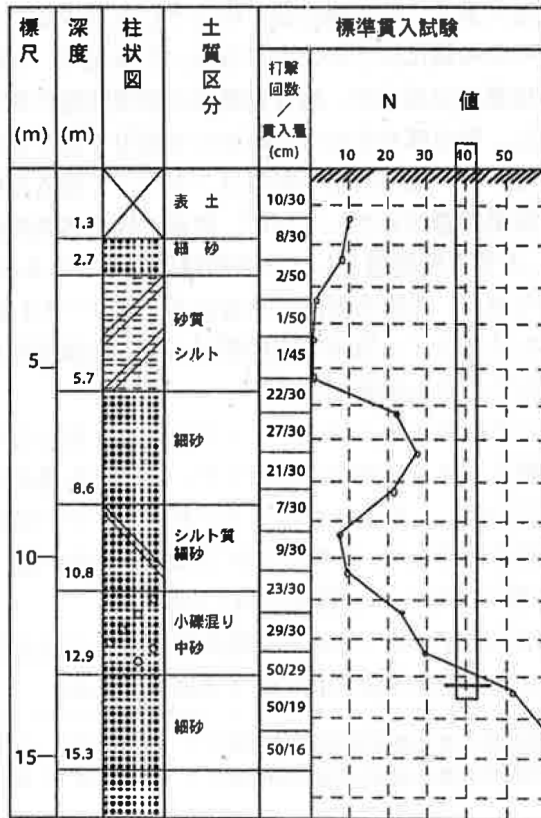 標尺 (m)
深度 (m)
柱状図
土質区分
標準貫入試験
打撃
回数
/
貫入量
(cm)
N 値
10 20 30 40 50
1.3
表土
10/30
2.7
細砂
8/30
2/50
砂質
シルト
1/50
5
1/45
5.7
22/30
細砂
27/30
21/30
8.6
7/30
シルト質
細砂
10
9/30
10.8
23/30
小礫混り
中砂
29/30
12.9
50/29
細砂
50/19
15
15.3
50/16